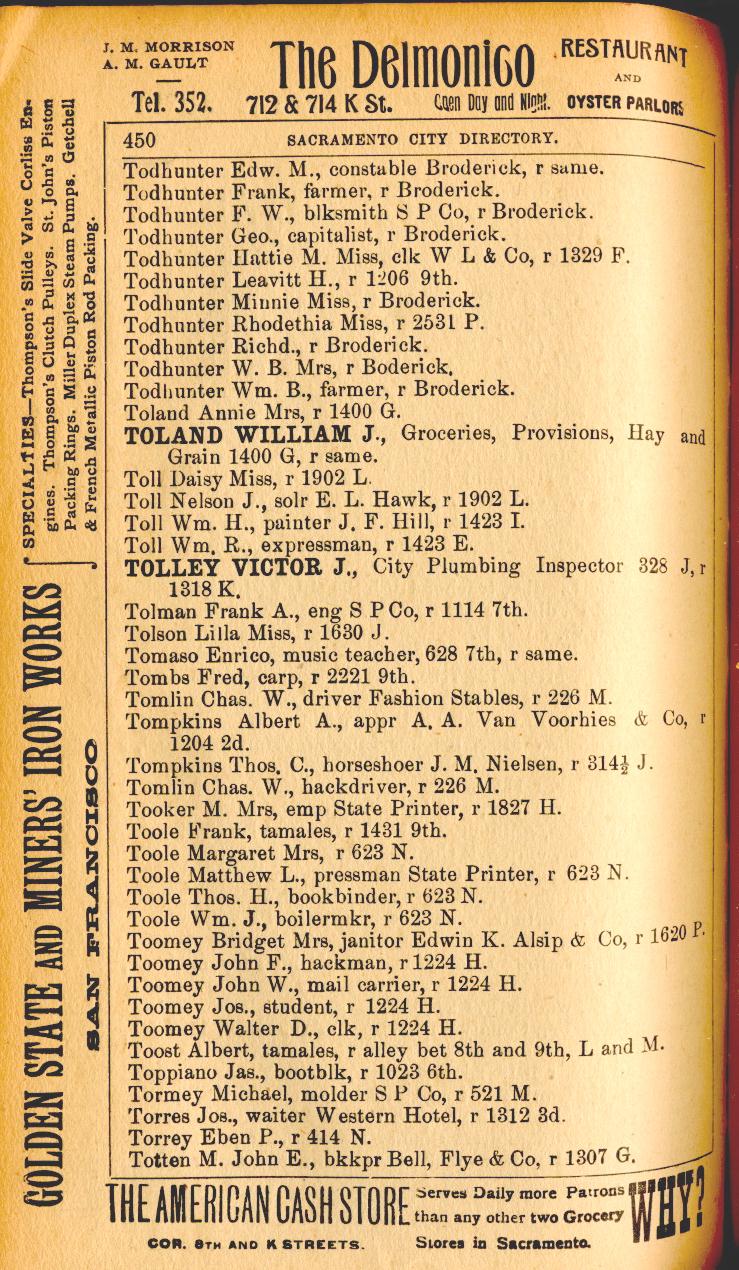 J. M. MORRISON
A. M. GAULT
The Delmonico
RESTAURANT
AND
OYSTER PARLORS
Tel. 352. 712 & 714 K St. Open Day and Night.
450 SACRAMENTO CITY DIRECTORY.
Todhunter Edw. M., constable Broderick, r same.
Todhunter Frank, farmer, r Broderick.
Todhunter F. W., blksmith S P Co, r Broderick.
Todhunter Geo., capitalist, r Broderick.
Todhunter Hattie M. Miss, clk W L & Co, r 1329 F.
Todhunter Leavitt H., r 1206 9th.
Todhunter Minnie Miss, r Broderick.
Todhunter Rhodethia Miss, r 2531 P.
Todhunter Richd., r Broderick.
Todhunter W. B. Mrs, r Boderick.
Todhunter Wm. B., farmer, r Broderick.
Toland Annie Mrs, r 1400 G.
TOLAND WILLIAM J., Groceries, Provisions, Hay and
Grain 1400 G, r same.
Toll Daisy Miss, r 1902 L.
Toll Nelson J., solr E. L. Hawk, r 1902 L.
Toll Wm. H., painter J. F. Hill, r 1423 I.
Toll Wm. R., expressman, r 1423 E.
TOLLEY VICTOR J., City Plumbing Inspector 328 J, r
1318 K.
Tolman Frank A., eng S P Co, r 1114 7th.
Tolson Lilla Miss, r 1630 J.
Tomaso Enrico, music teacher, 628 7th, r same.
Tombs Fred, carp, r 2221 9th.
Tomlin Chas. W., driver Fashion Stables, r 226 M.
Tompkins Albert A., appr A. A. Van Voorhies & Co, r
1204 2d.
Tompkins Thos. C., horseshoer J. M. Nielsen, r 314½ J.
Tomlin Chas. W., hackdriver, r 226 M.
Tooker M. Mrs, emp State Printer, r 1827 H.
Toole Frank, tamales, r 1431 9th.
Toole Margaret Mrs, r 623 N.
Toole Matthew L., pressman State Printer, r 623 N.
Toole Thos. H., bookbinder, r 623 N.
Toole Wm. J., boilermkr, r 623 N.
Toomey Bridget Mrs, janitor Edwin K. Alsip & Co, r 1620 P.
Toomey John F., hackman, r 1224 H.
Toomey John W., mail carrier, r 1224 H.
Toomey Jos., student, r 1224 H.
Toomey Walter D., clk, r 1224 H.
Toost Albert, tamales, r alley bet 8th and 9th, L and M.
Toppiano Jas., bootblk, r 1023 6th.
Tormey Michael, molder S P Co, r 521 M.
Torres Jos., waiter Western Hotel, r 1312 3d.
Torrey Eben P., r 414 N.
Totten M. John E., bkkpr Bell, Flye & Co, r 1307 G.
GOLDEN STATE AND MINERS' IRON WORKS
SAN FRANCISCO
SPECIALTIES—Thompson's Slide Valve Corliss En-
gines. Thompson's Clutch Pulleys. St. John's Piston
Packing Rings. Miller Duplex Steam Pumps. Getchell
& French Metallic Piston Rod Packing.
THE AMERICAN CASH STORE
COR. 8TH AND K STREETS.
Serves Daily more Patrons
than any other two Grocery
Stores in Sacramento.
WHY?